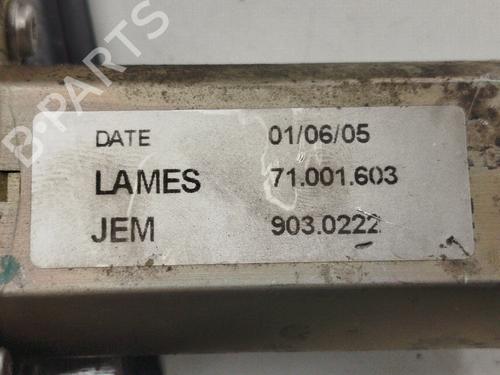 B-PARTS
DATE 01/06/05
LAMES 71.001.603
JEM 903.0222